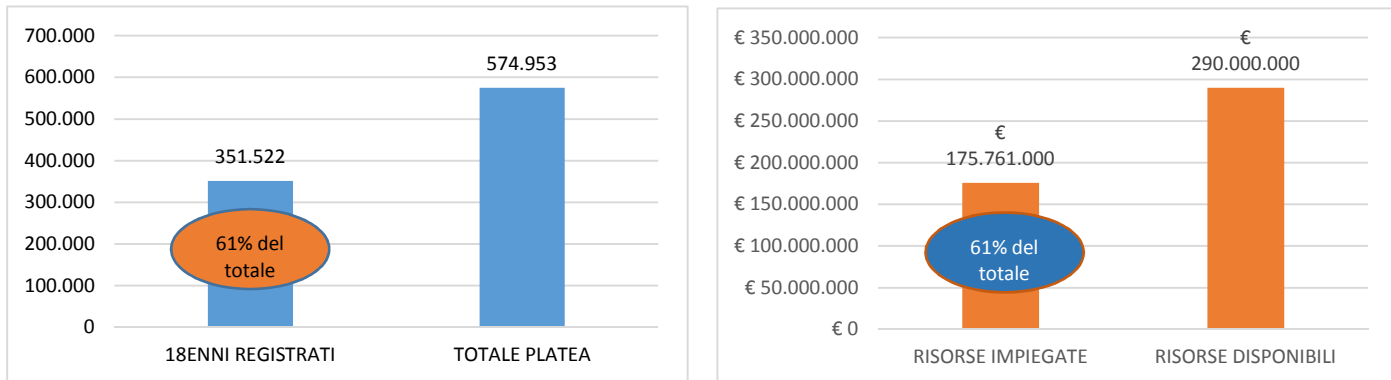 700.000
600.000
500.000
400.000
300.000
200.000
100.000
0
351.522
574.953
61% del
totale
18ENNI REGISTRATI
TOTALE PLATEA
€ 350.000.000
€ 300.000.000
€ 250.000.000
€ 200.000.000
€ 150.000.000
€ 100.000.000
€ 50.000.000
€ 0
€
175.761.000
€
290.000.000
61% del
totale
RISORSE IMPIEGATE
RISORSE DISPONIBILI